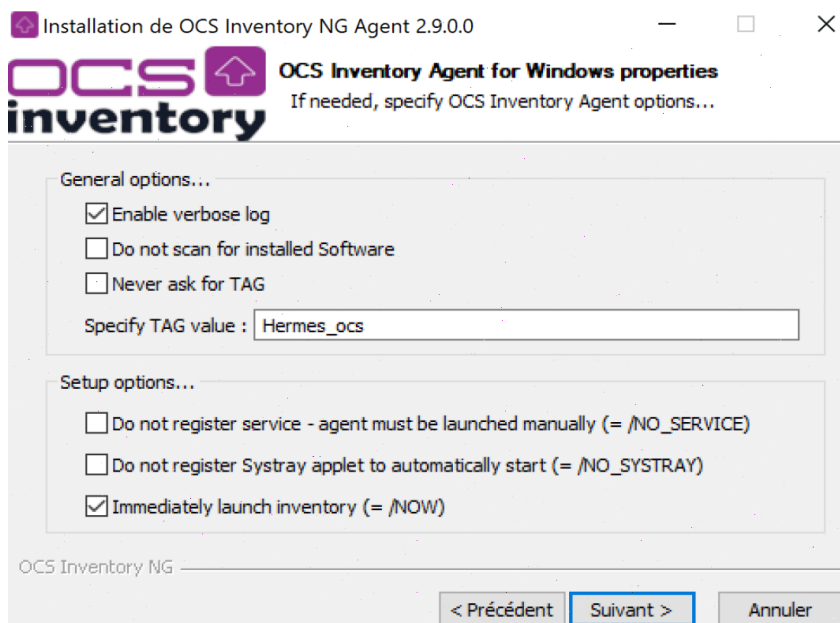 Installation de OCS Inventory NG Agent 2.9.0.0
OCS
inventory
OCS Inventory Agent for Windows properties
If needed, specify OCS Inventory Agent options...
General options...
Enable verbose log
Do not scan for installed Software
Never ask for TAG
Specify TAG value : Hermes_ocs
Setup options...
Do not register service - agent must be launched manually (= /NO_SERVICE)
Do not register Systray applet to automatically start (= /NO_SYSTRAY)
Immediately launch inventory (= /NOW)
OCS Inventory NG
< Précédent Suivant > Annuler